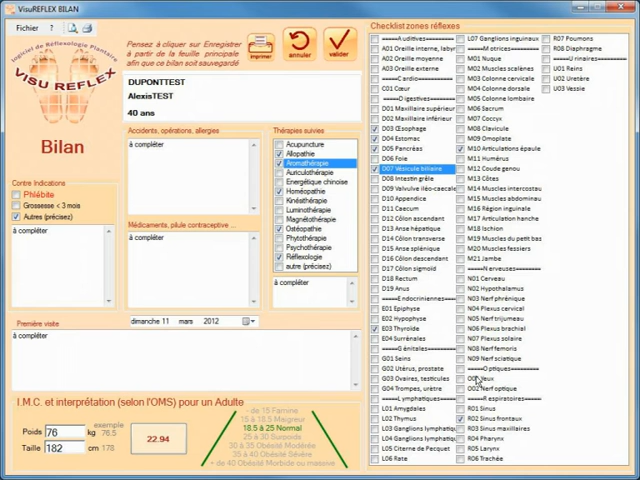 VisuREFLEX BILAN
Fichier ?
logiciel de Réflexologie Plantaire
VISU REFLEX
Bilan
Pensez à cliquer sur Enregistrer
à partir de la feuille principale
afin que ce bilan soit sauvegardé
imprimer
annuler
valider
DUPONTTEST
AlexisTEST
40 ans
Contre Indications
Phlébite
Grossesse < 3 mois
Autres (précisez)
à compléter
Accidents, opérations, allergies
à compléter
Médicaments, pilule contraceptive ...
à compléter
Thérapies suivies
Acupuncture
Allopathie
Aromathérapie
Auriculothérapie
Energétique chinoise
Homéopathie
Kinésithérapie
Luminothérapie
Magnétothérapie
Ostéopathie
Phytothérapie
Psychothérapie
Réflexologie
autre (précisez)
à compléter
Première visite
dimanche 11 mars 2012
à compléter
I.M.C. et interprétation (selon l'OMS) pour un Adulte
exemple
Poids 76 kg 76.5
Taille 182 cm 178
22.94
- de 15 Famine
15 à 18.5 Maigreur
18.5 à 25 Normal
25 à 30 Surpoids
30 à 35 Obésité Modérée
35 à 40 Obésité Sévère
+ de 40 Obésité Morbide ou massive
Checklist zones réflexes
=====Auditives=====
A01 Oreille interne, labyr
A02 Oreille moyenne
A03 Oreille externe
=====Cardio=====
C01 Cœur
=====Digestives=====
D01 Maxillaire supérieur
D02 Maxillaire inférieur
D03 Œsophage
D04 Estomac
D05 Pancréas
D06 Foie
D07 Vésicule biliaire
D08 Intestin grêle
D09 Valvule iléo-caecale
D10 Appendice
D11 Caecum
D12 Côlon ascendant
D13 Anse hépatique
D14 Côlon transverse
D15 Anse splénique
D16 Côlon descendant
D17 Côlon sigmoïd
D18 Rectum
D19 Anus
=====Endocriniennes=====
E01 Epiphyse
E02 Hypophyse
E03 Thyroïde
E04 Surrénales
=====Génitales=====
G01 Seins
G02 Utérus, prostate
G03 Ovaires, testicules
G04 Trompes, urètre
=====Lymphatiques=====
L01 Amygdales
L02 Thymus
L03 Ganglions lymphatiq
L04 Ganglions lymphatiq
L05 Citerne de Pecquet
L06 Rate
L07 Ganglions inguinaux
=====Motrices=====
M01 Nuque
M02 Muscles scalènes
M03 Colonne cervicale
M04 Colonne dorsale
M05 Colonne lombaire
M06 Sacrum
M07 Coccyx
M08 Clavicule
M09 Omoplate
M10 Articulations épaule
M11 Humérus
M12 Coude genou
M13 Côtes
M14 Muscles intercostau
M15 Muscles abdominau
M16 Région inguinale
M17 Articulation hanche
M18 Ischion
M19 Muscles du petit bas
M20 Muscles fessiers
M21 Jambe
=====Nerveuses=====
N01 Cerveau
N02 Hypothalamus
N03 Nerf phrénique
N04 Plexus cervical
N05 Nerf trijumeau
N06 Plexus brachial
N07 Plexus solaire
N08 Nerf femoris
N09 Nerf sciatique
=====Optiques=====
O01 Yeux
O02 Nerf optique
=====Respiratoires=====
R01 Sinus
R02 Sinus frontaux
R03 Sinus maxillaires
R04 Pharynx
R05 Larynx
R06 Trachée
R07 Poumons
R08 Diaphragme
=====Urinaires=====
U01 Reins
U02 Uretère
U03 Vessie